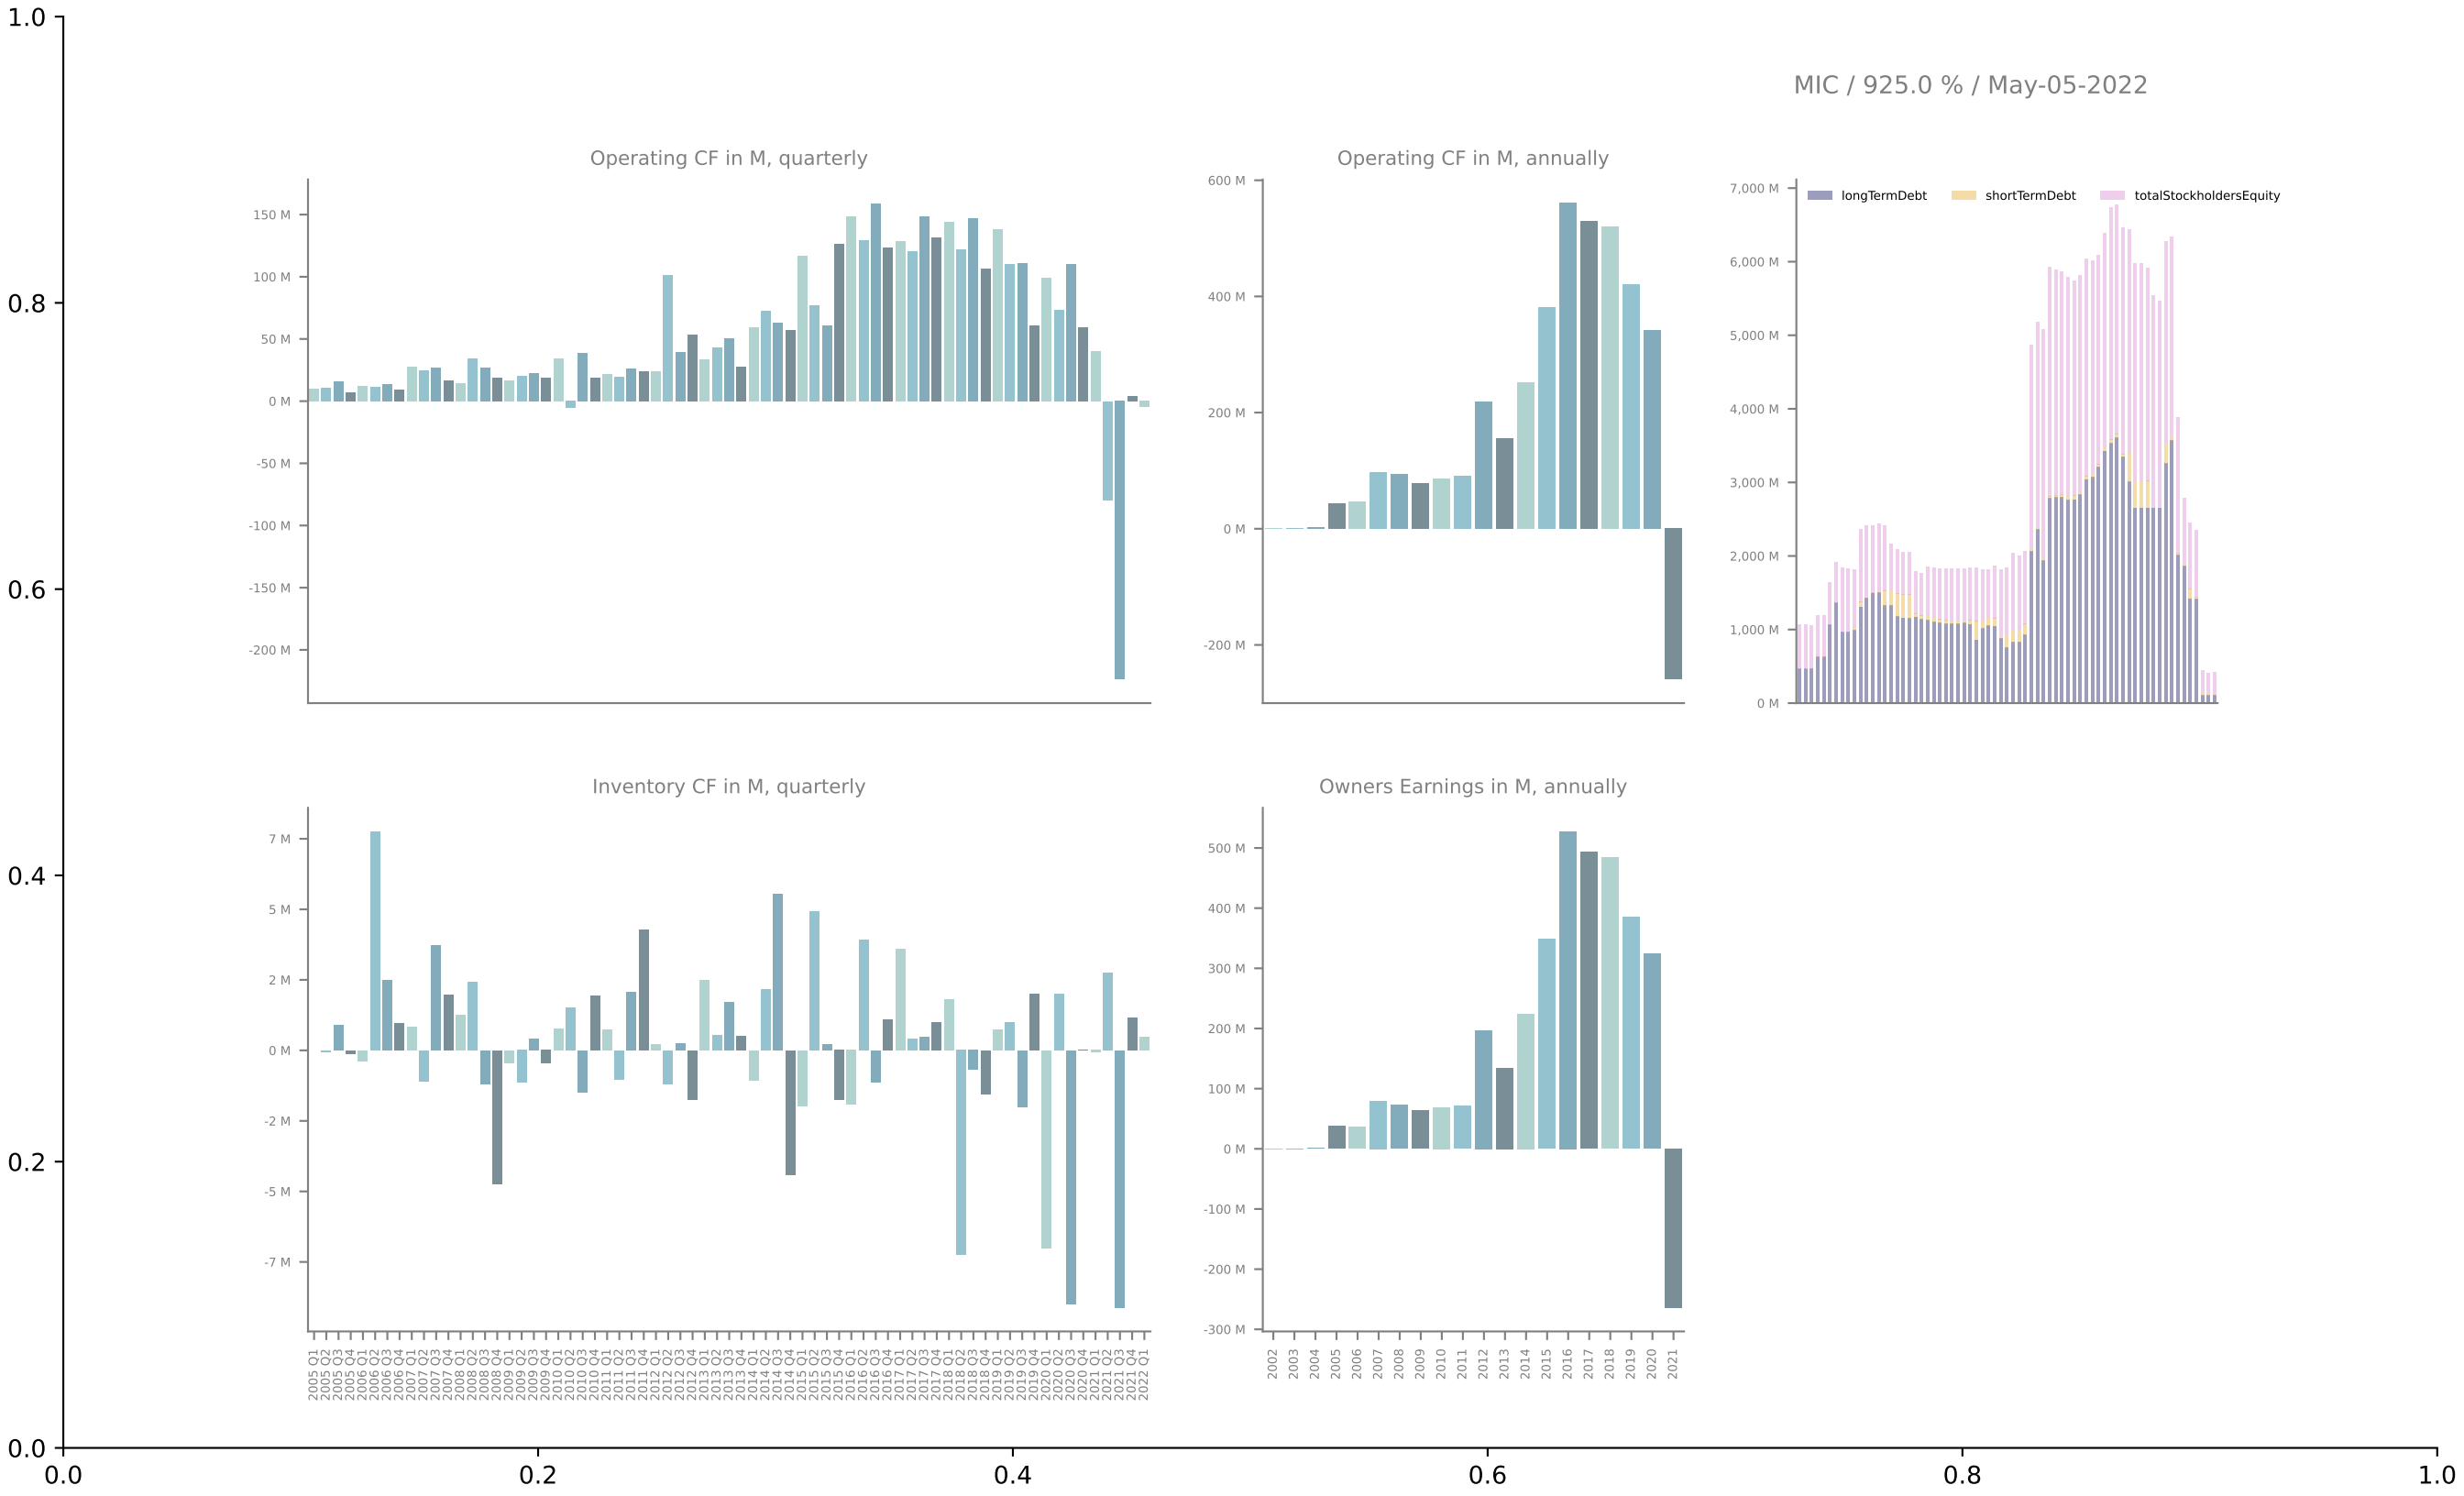 MIC / 925.0 % / May-05-2022
Operating CF in M, quarterly
150 M
100 M
50 M
0 M
-50 M
-100 M
-150 M
-200 M
Operating CF in M, annually
600 M
400 M
200 M
0 M
-200 M
longTermDebt shortTermDebt totalStockholdersEquity
7,000 M
6,000 M
5,000 M
4,000 M
3,000 M
2,000 M
1,000 M
0 M
Inventory CF in M, quarterly
7 M
5 M
2 M
0 M
-2 M
-5 M
-7 M
2005 Q1
2005 Q2
2005 Q3
2005 Q4
2006 Q1
2006 Q2
2006 Q3
2006 Q4
2007 Q1
2007 Q2
2007 Q3
2007 Q4
2008 Q1
2008 Q2
2008 Q3
2008 Q4
2009 Q1
2009 Q2
2009 Q3
2009 Q4
2010 Q1
2010 Q2
2010 Q3
2010 Q4
2011 Q1
2011 Q2
2011 Q3
2011 Q4
2012 Q1
2012 Q2
2012 Q3
2012 Q4
2013 Q1
2013 Q2
2013 Q3
2013 Q4
2014 Q1
2014 Q2
2014 Q3
2014 Q4
2015 Q1
2015 Q2
2015 Q3
2015 Q4
2016 Q1
2016 Q2
2016 Q3
2016 Q4
2017 Q1
2017 Q2
2017 Q3
2017 Q4
2018 Q1
2018 Q2
2018 Q3
2018 Q4
2019 Q1
2019 Q2
2019 Q3
2019 Q4
2020 Q1
2020 Q2
2020 Q3
2020 Q4
2021 Q1
2021 Q2
2021 Q3
2021 Q4
2022 Q1
Owners Earnings in M, annually
500 M
400 M
300 M
200 M
100 M
0 M
-100 M
-200 M
-300 M
2002
2003
2004
2005
2006
2007
2008
2009
2010
2011
2012
2013
2014
2015
2016
2017
2018
2019
2020
2021
1.0
0.8
0.6
0.4
0.2
0.0
0.0 0.2 0.4 0.6 0.8 1.0